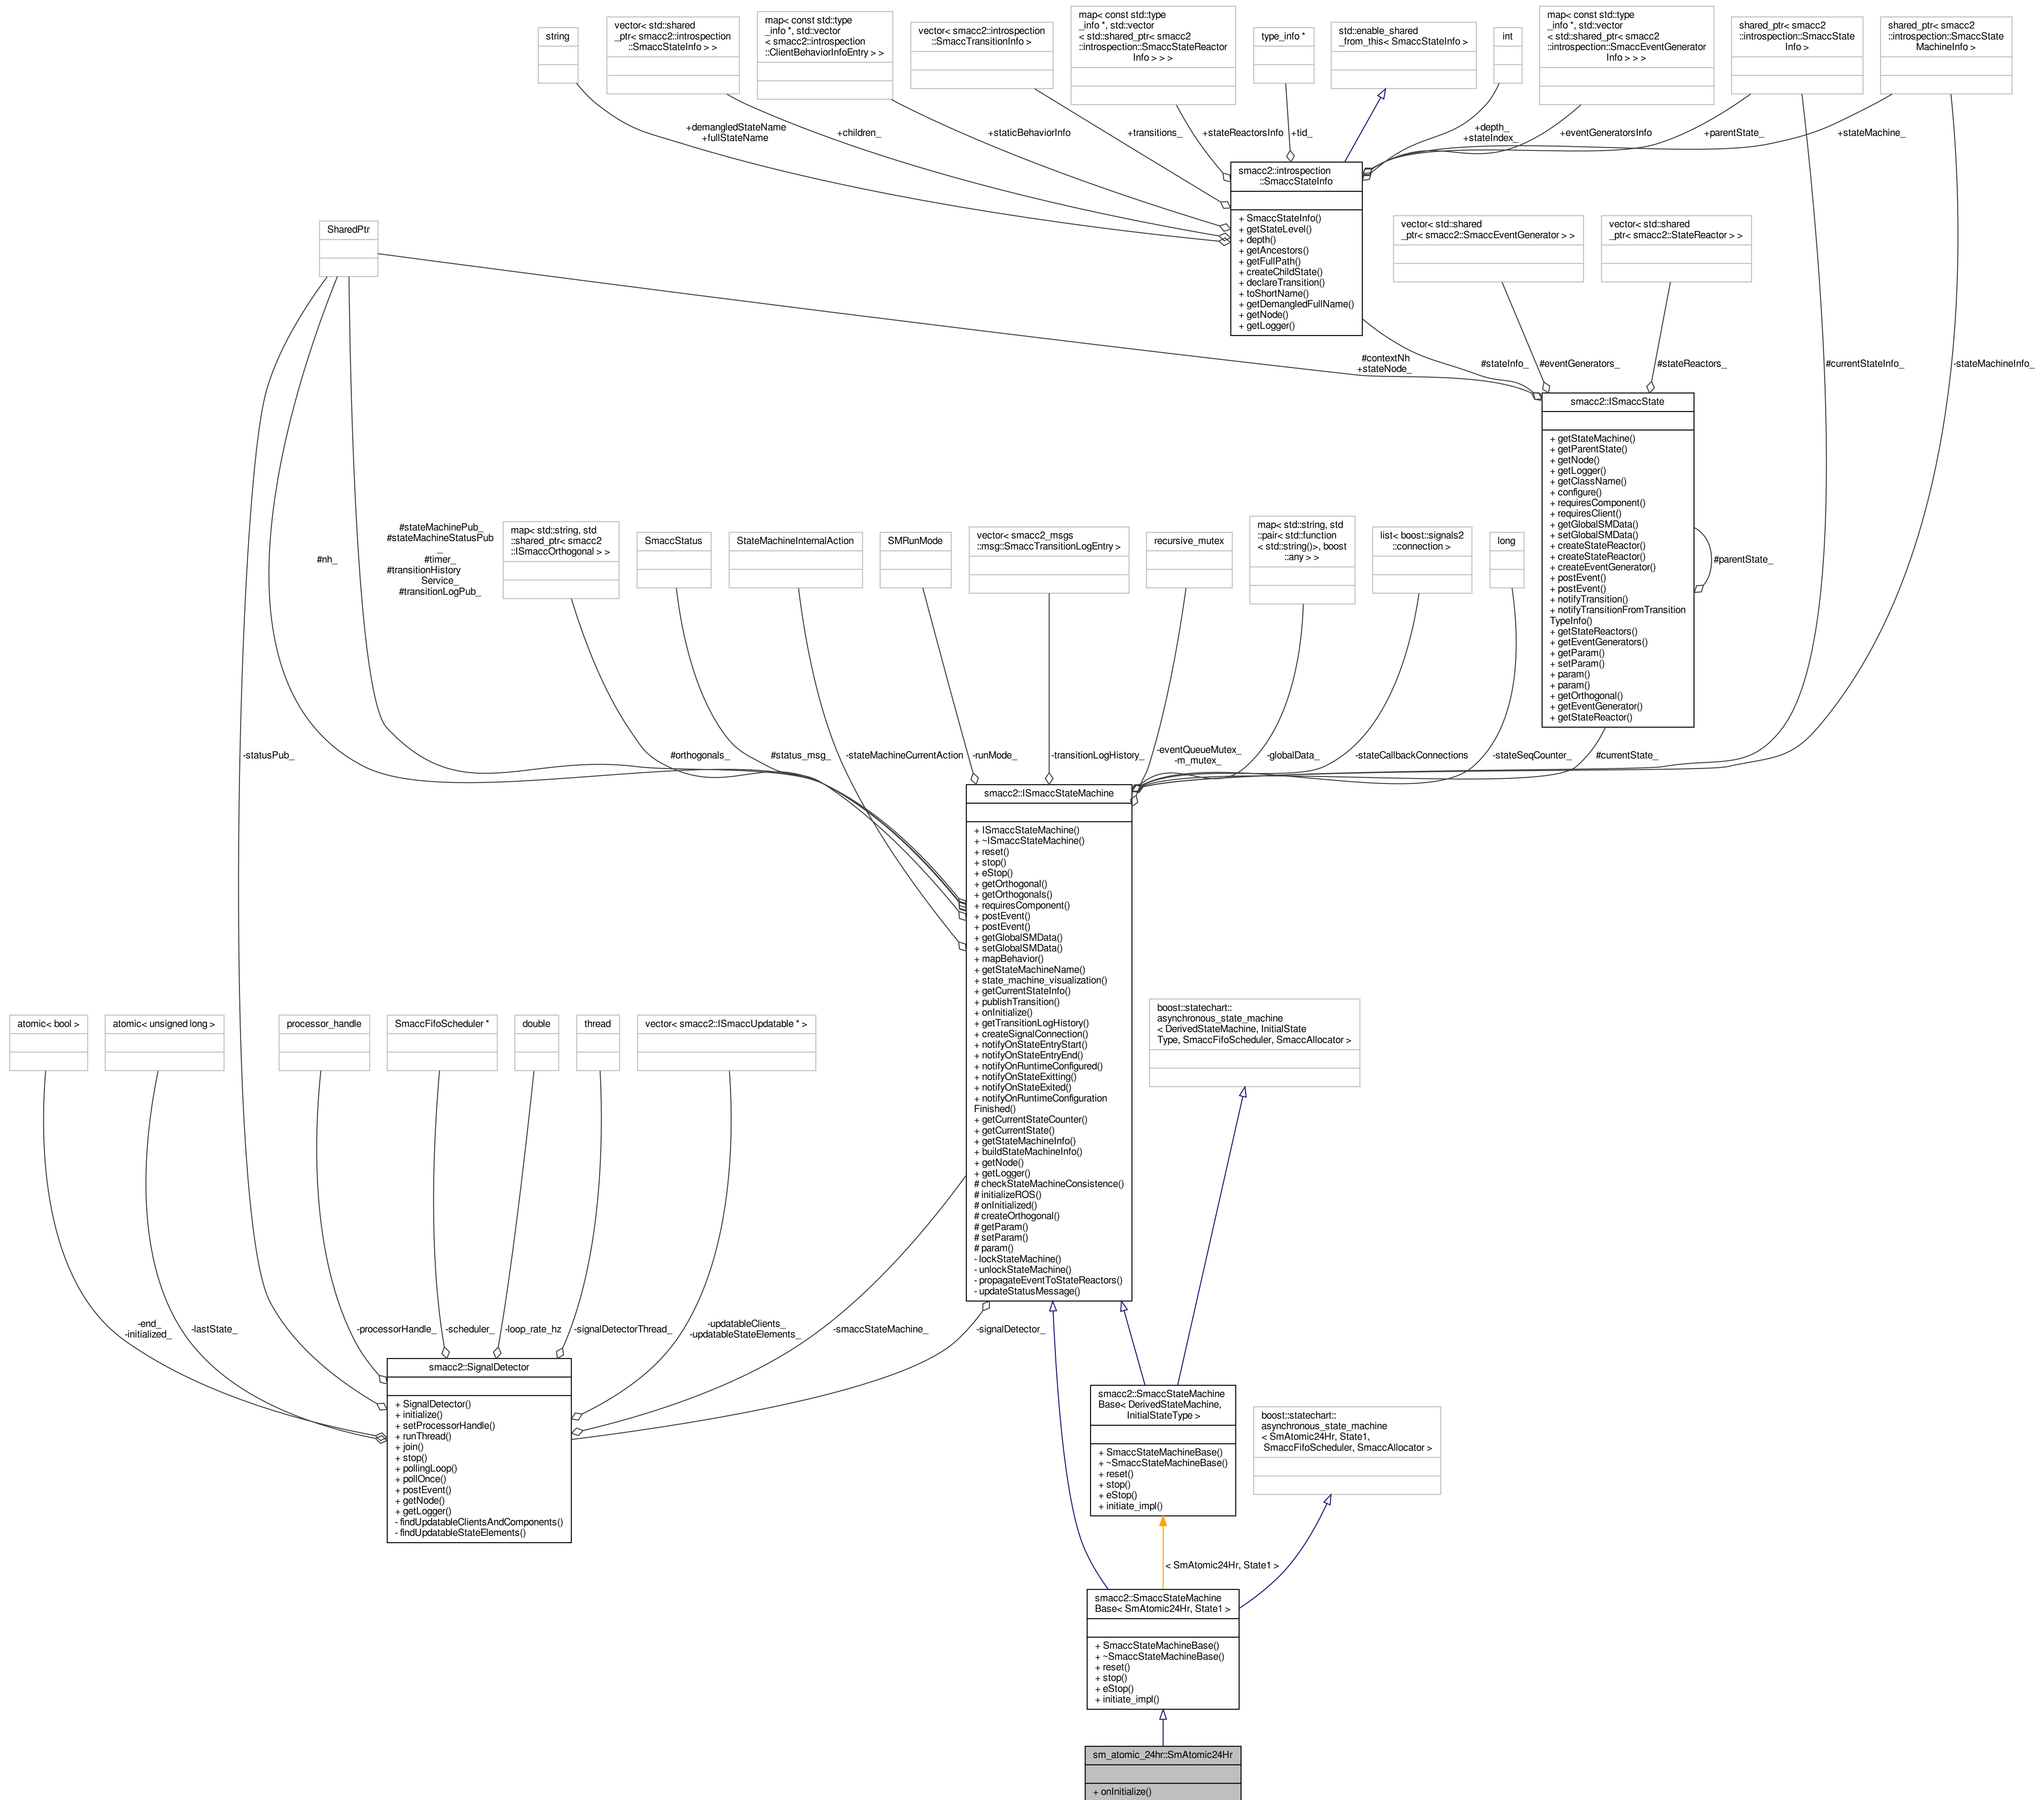 string
vector< std::shared
_ptr< smacc2::introspection
::SmaccStateInfo > >
map< const std::type
_info *, std::vector
< smacc2::introspection
::ClientBehaviorInfoEntry > >
vector< smacc2::introspection
::SmaccTransitionInfo >
map< const std::type
_info *, std::vector
< std::shared_ptr< smacc2
::introspection::SmaccStateReactor
Info > > >
type_info *
std::enable_shared
_from_this< SmaccStateInfo >
int
map< const std::type
_info *, std::vector
< std::shared_ptr< smacc2
::introspection::SmaccEventGenerator
Info > > >
shared_ptr< smacc2
::introspection::SmaccState
Info >
shared_ptr< smacc2
::introspection::SmaccState
MachineInfo >
+demangledStateName
+fullStateName
+children_
+staticBehaviorInfo
+transitions_
+stateReactorsInfo
+tid_
+depth_
+stateIndex_
+eventGeneratorsInfo
+parentState_
+stateMachine_
smacc2::introspection
::SmaccStateInfo
+ SmaccStateInfo()
+ getStateLevel()
+ depth()
+ getAncestors()
+ getFullPath()
+ createChildState()
+ declareTransition()
+ toShortName()
+ getDemangledFullName()
+ getNode()
+ getLogger()
SharedPtr
vector< std::shared
_ptr< smacc2::SmaccEventGenerator > >
vector< std::shared
_ptr< smacc2::StateReactor > >
#contextNh
+stateNode_
#stateInfo_
#eventGenerators_
#stateReactors_
#currentStateInfo_
-stateMachineInfo_
smacc2::ISmaccState
+ getStateMachine()
+ getParentState()
+ getNode()
+ getLogger()
+ getClassName()
+ configure()
+ requiresComponent()
+ requiresClient()
+ getGlobalSMData()
+ setGlobalSMData()
+ createStateReactor()
+ createStateReactor()
+ createEventGenerator()
+ postEvent()
+ postEvent()
+ notifyTransition()
+ notifyTransitionFromTransition
TypeInfo()
+ getStateReactors()
+ getEventGenerators()
+ getParam()
+ setParam()
+ param()
+ param()
+ getOrthogonal()
+ getEventGenerator()
+ getStateReactor()
#parentState_
#nh_
#stateMachinePub_
#stateMachineStatusPub
_
#timer_
#transitionHistory
Service_
#transitionLogPub_
map< std::string, std
::shared_ptr< smacc2
::ISmaccOrthogonal > >
SmaccStatus
StateMachineInternalAction
SMRunMode
vector< smacc2_msgs
::msg::SmaccTransitionLogEntry >
recursive_mutex
map< std::string, std
::pair< std::function
< std::string()>, boost
::any > >
list< boost::signals2
::connection >
long
-statusPub_
#orthogonals_
#status_msg_
-stateMachineCurrentAction
-runMode_
-transitionLogHistory_
-eventQueueMutex_
-m_mutex_
-globalData_
-stateCallbackConnections
-stateSeqCounter_
#currentState_
smacc2::ISmaccStateMachine
+ ISmaccStateMachine()
+ ~ISmaccStateMachine()
+ reset()
+ stop()
+ eStop()
+ getOrthogonal()
+ getOrthogonals()
+ requiresComponent()
+ postEvent()
+ postEvent()
+ getGlobalSMData()
+ setGlobalSMData()
+ mapBehavior()
+ getStateMachineName()
+ state_machine_visualization()
+ getCurrentStateInfo()
+ publishTransition()
+ onInitialize()
+ getTransitionLogHistory()
+ createSignalConnection()
+ notifyOnStateEntryStart()
+ notifyOnStateEntryEnd()
+ notifyOnRuntimeConfigured()
+ notifyOnStateExitting()
+ notifyOnStateExited()
+ notifyOnRuntimeConfiguration
Finished()
+ getCurrentStateCounter()
+ getCurrentState()
+ getStateMachineInfo()
+ buildStateMachineInfo()
+ getNode()
+ getLogger()
# checkStateMachineConsistence()
# initializeROS()
# onInitialized()
# createOrthogonal()
# getParam()
# setParam()
# param()
- lockStateMachine()
- unlockStateMachine()
- propagateEventToStateReactors()
- updateStatusMessage()
atomic< bool >
atomic< unsigned long >
processor_handle
SmaccFifoScheduler *
double
thread
vector< smacc2::ISmaccUpdatable * >
boost::statechart::
asynchronous_state_machine
< DerivedStateMachine, InitialState
Type, SmaccFifoScheduler, SmaccAllocator >
-end_
-initialized_
-lastState_
-processorHandle_
-scheduler_
-loop_rate_hz
-signalDetectorThread_
-updatableClients_
-updatableStateElements_
-smaccStateMachine_
-signalDetector_
smacc2::SignalDetector
+ SignalDetector()
+ initialize()
+ setProcessorHandle()
+ runThread()
+ join()
+ stop()
+ pollingLoop()
+ pollOnce()
+ postEvent()
+ getNode()
+ getLogger()
- findUpdatableClientsAndComponents()
- findUpdatableStateElements()
smacc2::SmaccStateMachine
Base< DerivedStateMachine,
InitialStateType >
+ SmaccStateMachineBase()
+ ~SmaccStateMachineBase()
+ reset()
+ stop()
+ eStop()
+ initiate_impl()
boost::statechart::
asynchronous_state_machine
< SmAtomic24Hr, State1,
SmaccFifoScheduler, SmaccAllocator >
< SmAtomic24Hr, State1 >
smacc2::SmaccStateMachine
Base< SmAtomic24Hr, State1 >
+ SmaccStateMachineBase()
+ ~SmaccStateMachineBase()
+ reset()
+ stop()
+ eStop()
+ initiate_impl()
sm_atomic_24hr::SmAtomic24Hr
+ onInitialize()